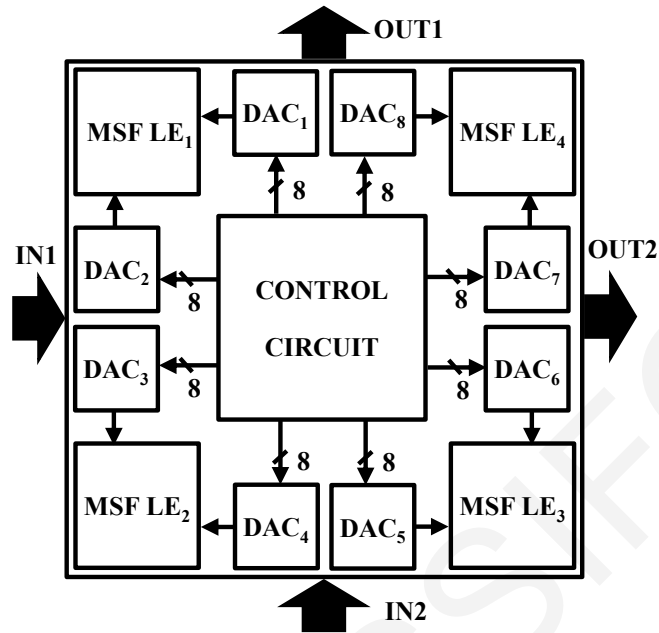 OUT1
MSF LE1
DAC1
DAC8
MSF LE4
8
8
IN1
DAC2
8
CONTROL
CIRCUIT
8
DAC7
OUT2
DAC3
8
8
DAC6
8
8
MSF LE2
DAC4
DAC5
MSF LE3
IN2